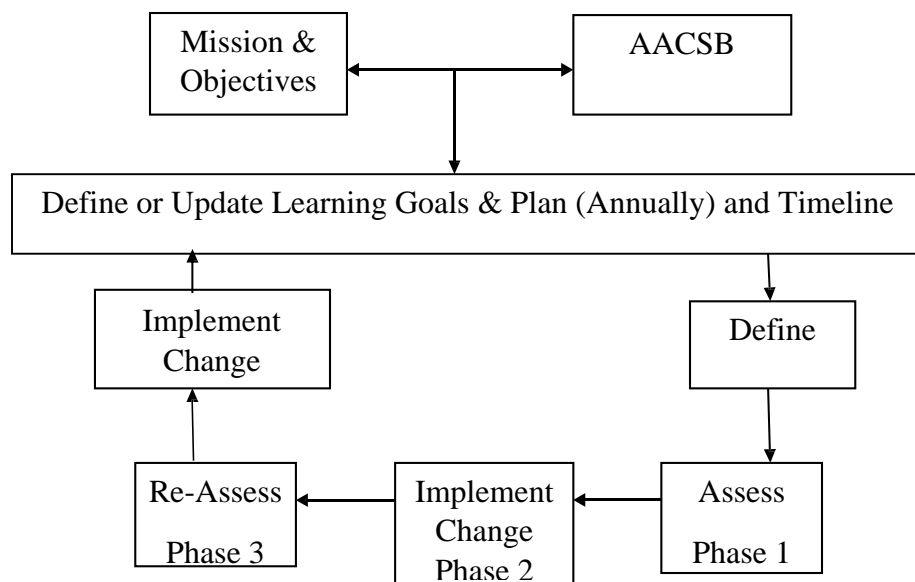 Mission &
Objectives
AACSB
Define or Update Learning Goals & Plan (Annually) and Timeline
Implement
Change
Define
Re-Assess
Phase 3
Implement
Change
Phase 2
Assess
Phase 1